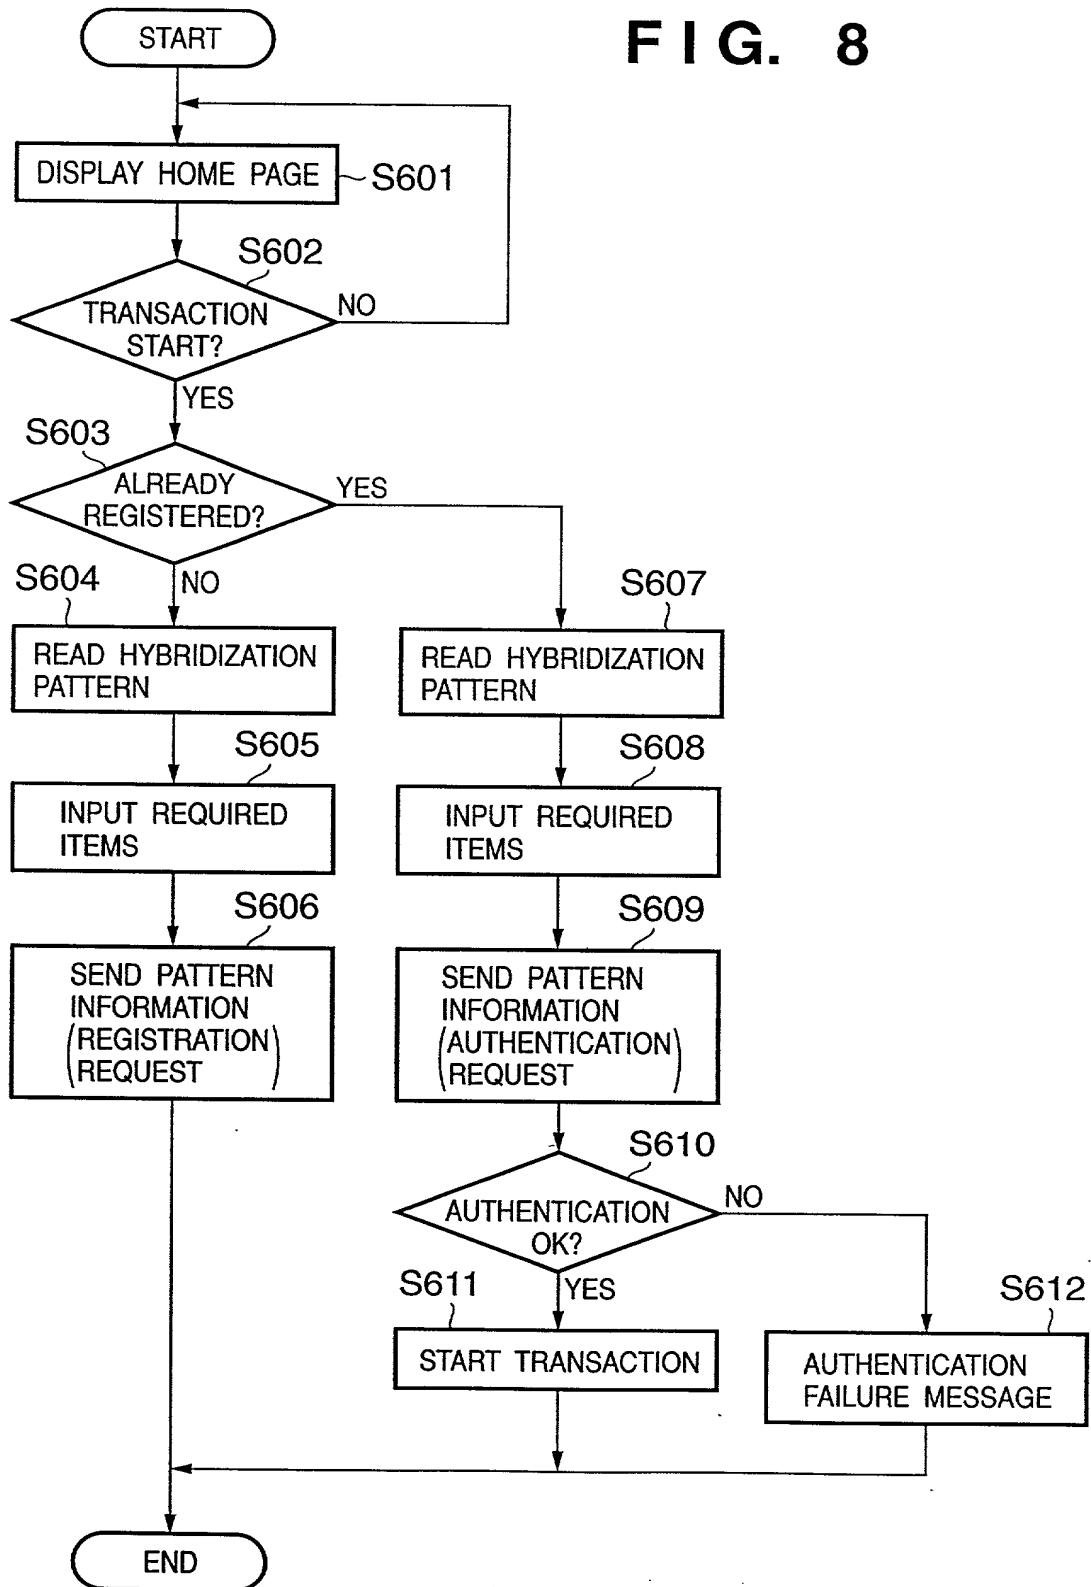 FIG. 8
START
DISPLAY HOME PAGE
S601
S602
TRANSACTION
START?
NO
YES
S603
ALREADY
REGISTERED?
YES
NO
S604
READ HYBRIDIZATION
PATTERN
S607
READ HYBRIDIZATION
PATTERN
S605
INPUT REQUIRED
ITEMS
S608
INPUT REQUIRED
ITEMS
S606
SEND PATTERN
INFORMATION
(REGISTRATION
REQUEST)
S609
SEND PATTERN
INFORMATION
(AUTHENTICATION
REQUEST)
S610
AUTHENTICATION
OK?
NO
YES
S611
START TRANSACTION
S612
AUTHENTICATION
FAILURE MESSAGE
END